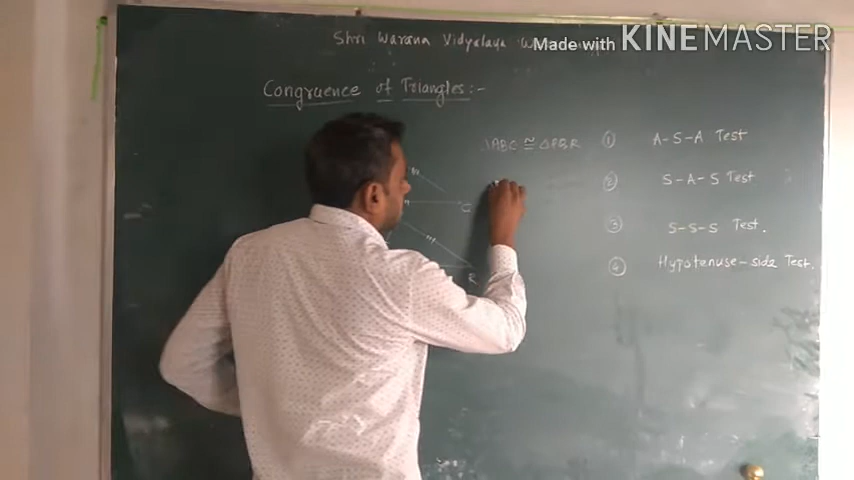 Shri Warana Vidyalaya
Made with KINEMASTER
Congruence of Triangles:-
△ABC ≅ △PQR
① A-S-A Test
② S-A-S Test
③ S-S-S Test.
④ Hypotenuse-side Test.
C
R